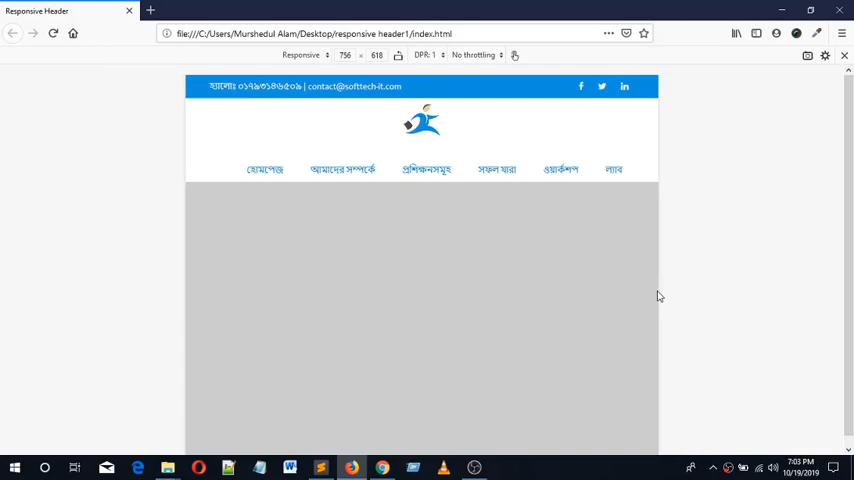 Responsive Header
file:///C:/Users/Murshedul Alam/Desktop/responsive header1/index.html
Responsive 756 × 618 DPR: 1 No throttling
হ্যালোঃ ০১৭৯৩১৪৬৫০৯ | contact@softtech-it.com
হোমপেজ আমাদের সম্পর্কে প্রশিক্ষনসমূহ সফল যারা ওয়ার্কশপ ল্যাব
7:03 PM
10/19/2019